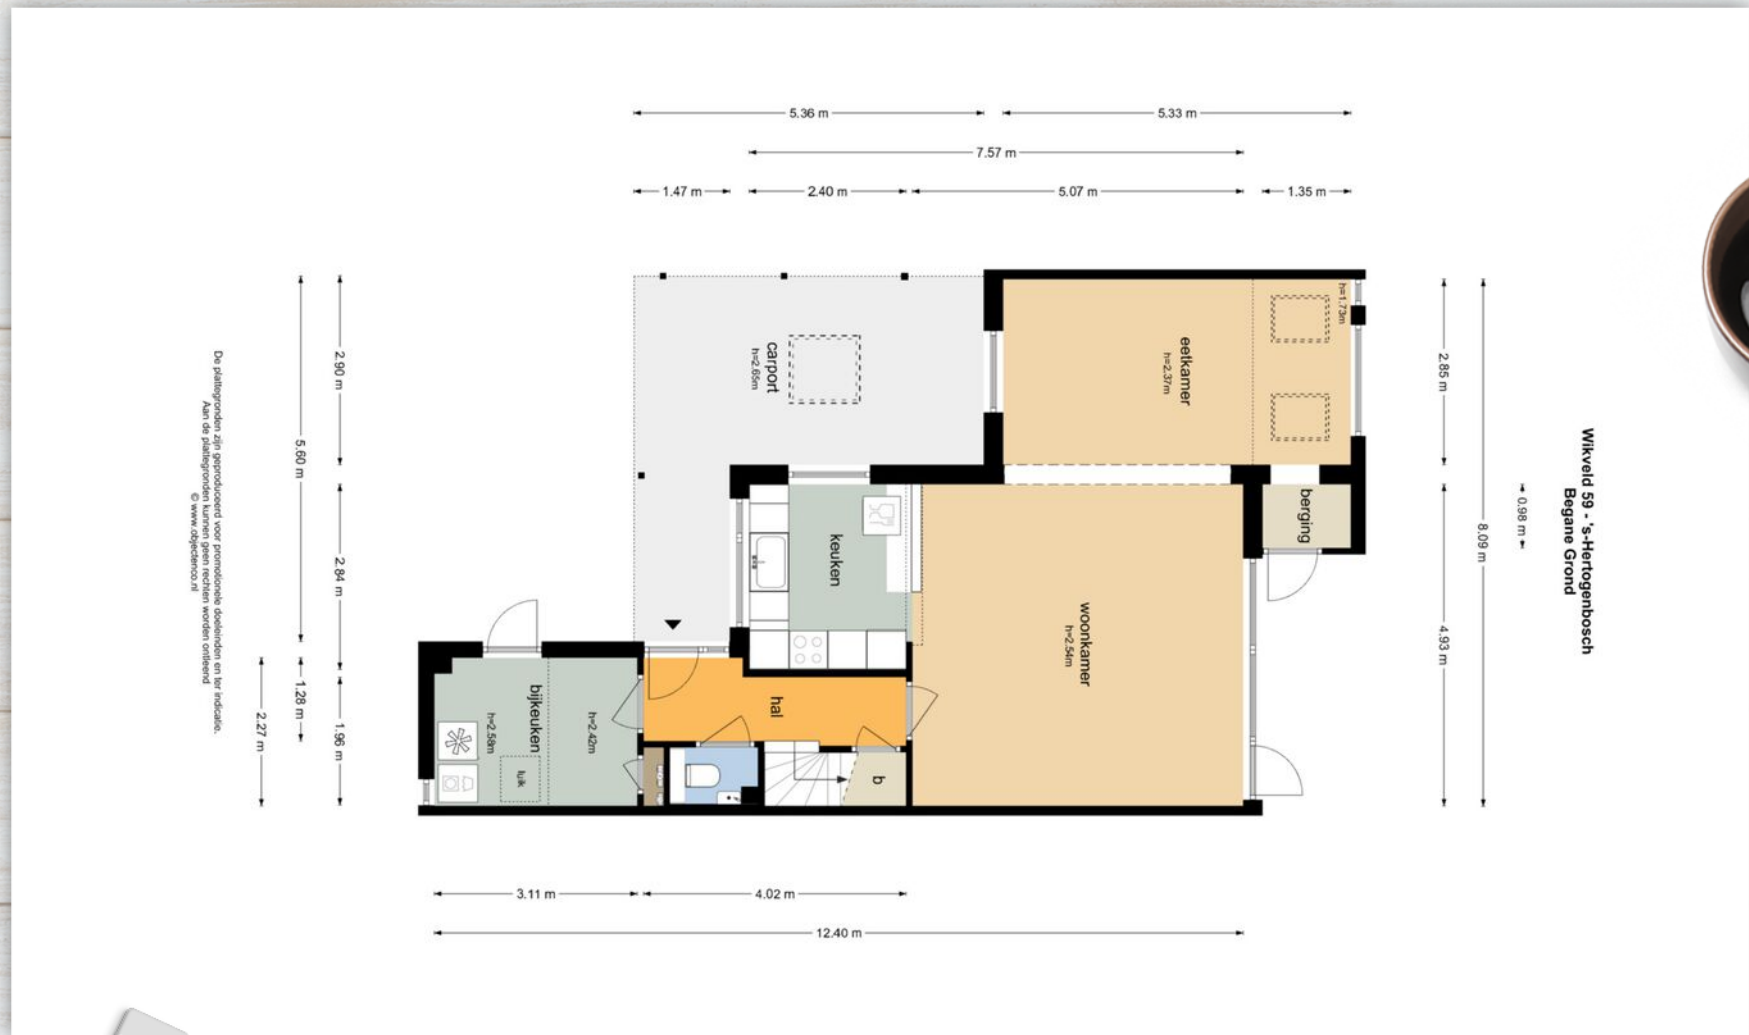 5.36 m
5.33 m
7.57 m
1.47 m
2.40 m
5.07 m
1.35 m
Wikveld 59 - 's-Hertogenbosch
Begane Grond
0.98 m
8.09 m
2.85 m
4.93 m
h=1.73m
eetkamer
h=2.37m
carport
h=2.65m
berging
keuken
woonkamer
h=2.54m
hal
b
bijkeuken
h=2.58m
h=2.42m
luik
2.90 m
5.60 m
2.84 m
1.28 m
1.96 m
2.27 m
De plattegronden zijn geproduceerd voor promotionele doeleinden en ter indicatie.
Aan de plattegronden kunnen geen rechten worden ontleend
© www.objectenco.nl
3.11 m
4.02 m
12.40 m